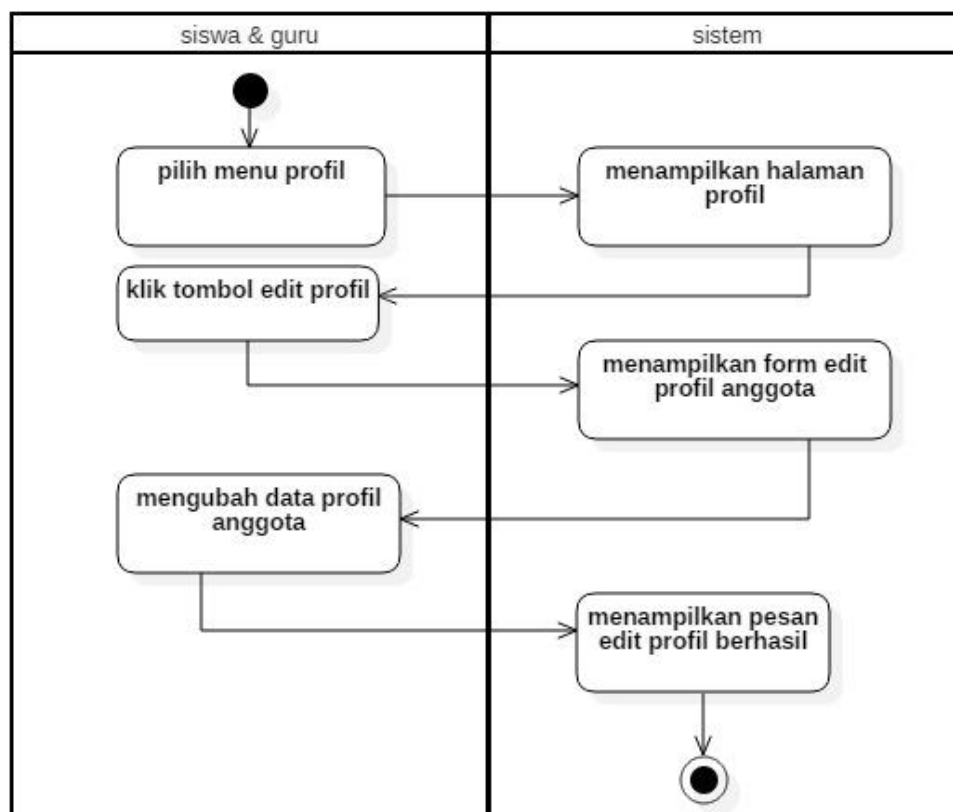 siswa & guru
sistem
pilih menu profil
menampilkan halaman
profil
klik tombol edit profil
menampilkan form edit
profil anggota
mengubah data profil
anggota
menampilkan pesan
edit profil berhasil